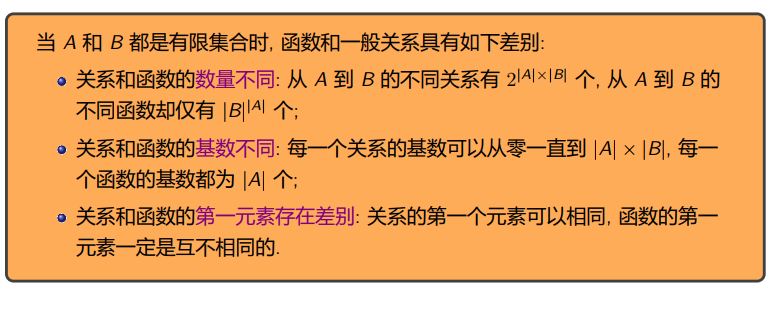 当 A 和 B 都是有限集合时, 函数和一般关系具有如下差别:
关系和函数的数量不同: 从 A 到 B 的不同关系有 2^{|A|×|B|} 个, 从 A 到 B 的
不同函数却仅有 |B|^{|A|} 个;
关系和函数的基数不同: 每一个关系的基数可以从零一直到 |A| × |B|, 每一
个函数的基数都为 |A| 个;
关系和函数的第一元素存在差别: 关系的第一个元素可以相同, 函数的第一
元素一定是互不相同的.